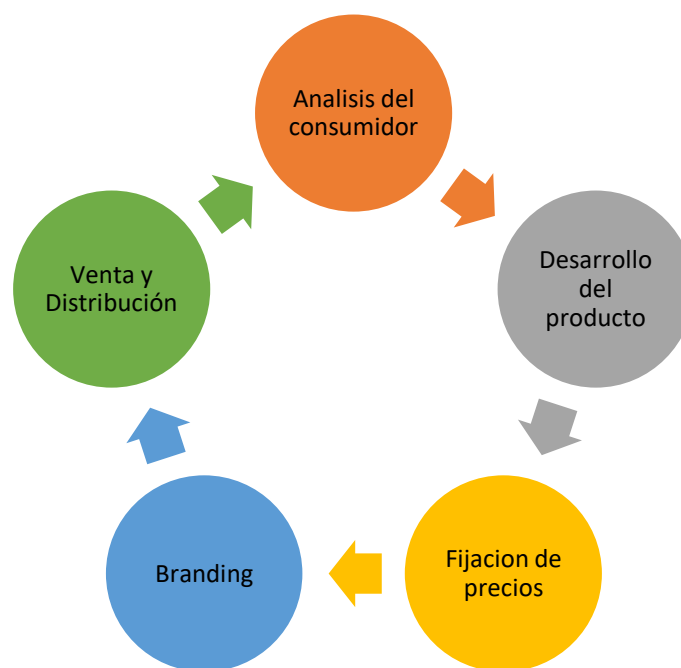 Analisis del
consumidor
Desarrollo
del
producto
Fijacion de
precios
Branding
Venta y
Distribución